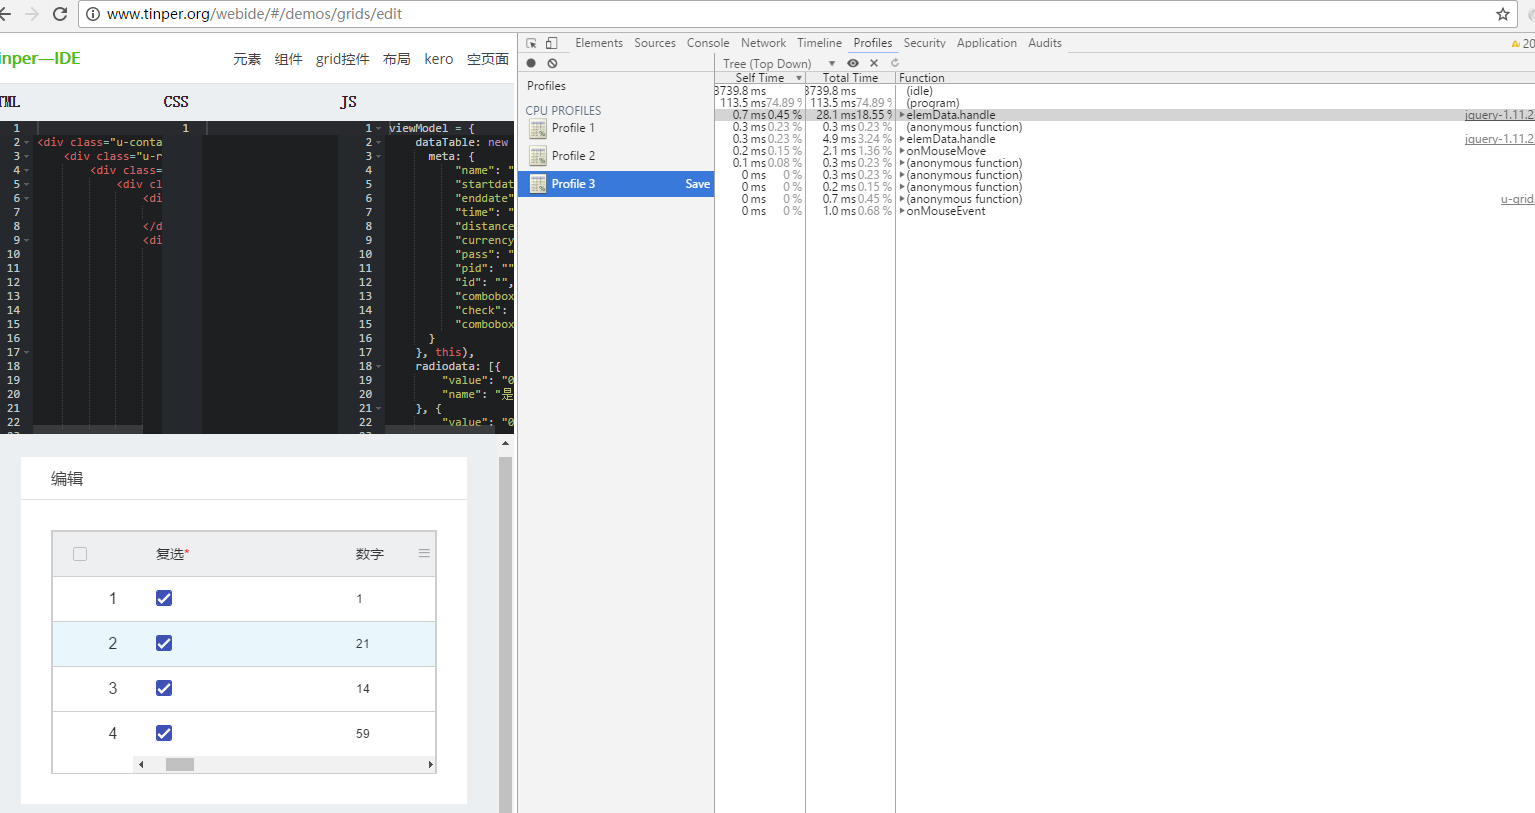 www.tinper.org/webide/#/demos/grids/edit
inper—IDE
元素 组件 grid控件 布局 kero 空页面
TML CSS JS
1
2 <div class="u-conta
3 <div class="u-r
4 <div class=
5 <div cl
6 <di
7
8 </d
9 <di
10
11
12
13
14
15
16
17
18
19
20
21
22
1
1 viewModel = {
2 dataTable: new
3 meta: {
4 "name": "
5 "startdat
6 "enddate"
7 "time": "
8 "distance
9 "currency
10 "pass": "
11 "pid": ""
12 "id": "",
13 "combobox
14 "check":
15 "combobox
16 }
17 }, this),
18 radiodata: [{
19 "value": "0
20 "name": "是
21 }, {
22 "value": "0
编辑
复选* 数字
1 1
2 21
3 14
4 59
Elements Sources Console Network Timeline Profiles Security Application Audits 20
Profiles
CPU PROFILES
Profile 1
Profile 2
Profile 3 Save
Tree (Top Down)
Self Time Total Time Function
3739.8 ms 3739.8 ms (idle)
113.5 ms 74.89 % 113.5 ms 74.89 % (program)
0.7 ms 0.45 % 28.1 ms 18.55 % elemData.handle jquery-1.11.2
0.3 ms 0.23 % 0.3 ms 0.23 % (anonymous function)
0.3 ms 0.23 % 4.9 ms 3.24 % elemData.handle jquery-1.11.2
0.2 ms 0.15 % 2.1 ms 1.36 % onMouseMove
0.1 ms 0.08 % 0.3 ms 0.23 % (anonymous function)
0 ms 0 % 0.3 ms 0.23 % (anonymous function)
0 ms 0 % 0.2 ms 0.15 % (anonymous function)
0 ms 0 % 0.7 ms 0.45 % (anonymous function) u-grid.
0 ms 0 % 1.0 ms 0.68 % onMouseEvent